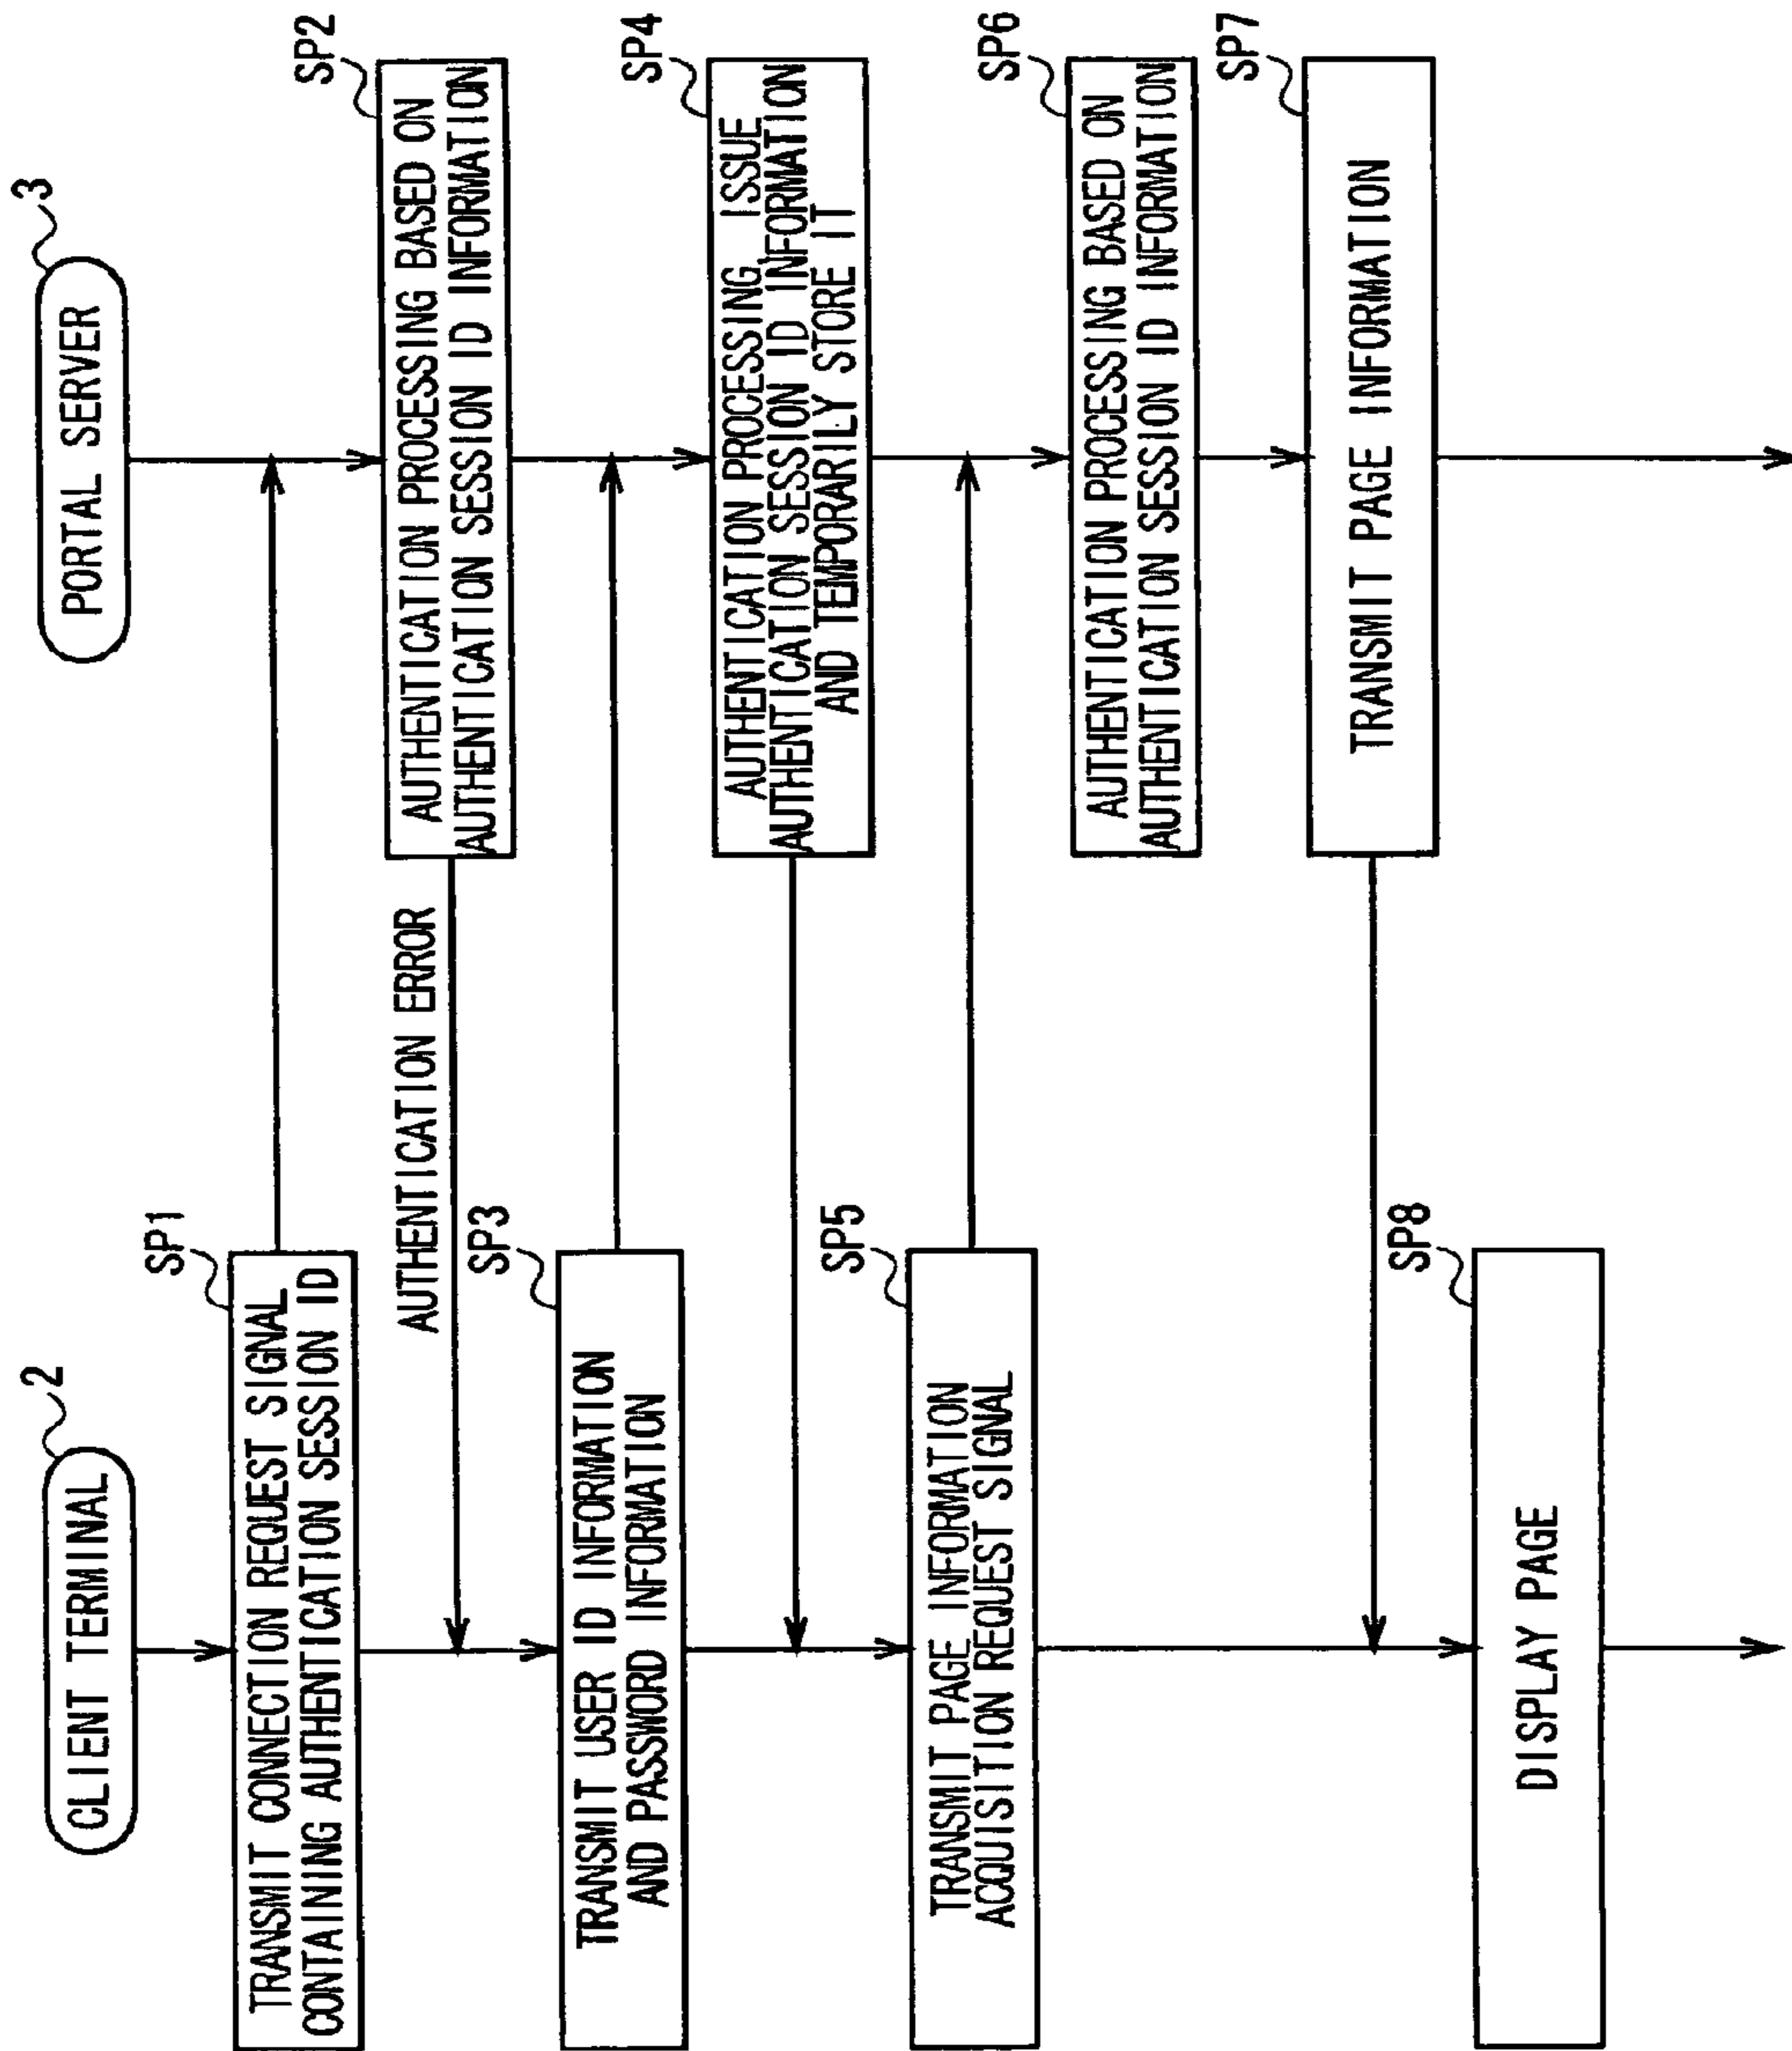 CLIENT TERMINAL
2
PORTAL SERVER
3
SP1
TRANSMIT CONNECTION REQUEST SIGNAL
CONTAINING AUTHENTICATION SESSION ID
SP2
AUTHENTICATION PROCESSING BASED ON
AUTHENTICATION SESSION ID INFORMATION
AUTHENTICATION ERROR
SP3
TRANSMIT USER ID INFORMATION
AND PASSWORD INFORMATION
SP4
AUTHENTICATION PROCESSING, ISSUE
AUTHENTICATION SESSION ID INFORMATION
AND TEMPORARILY STORE IT
SP5
TRANSMIT PAGE INFORMATION
ACQUISITION REQUEST SIGNAL
SP6
AUTHENTICATION PROCESSING BASED ON
AUTHENTICATION SESSION ID INFORMATION
SP7
TRANSMIT PAGE INFORMATION
SP8
DISPLAY PAGE